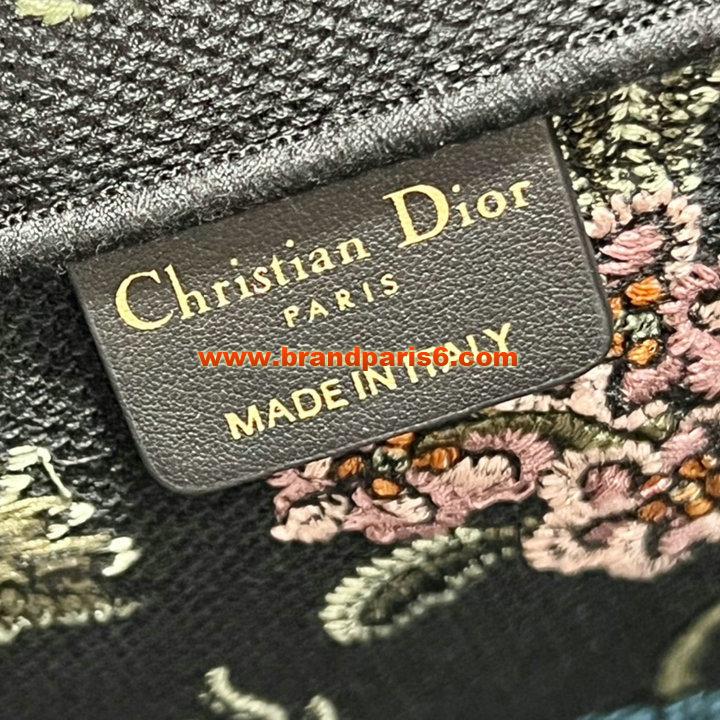 Christian Dior
PARIS
www.brandparis6.com
MADE IN ITALY